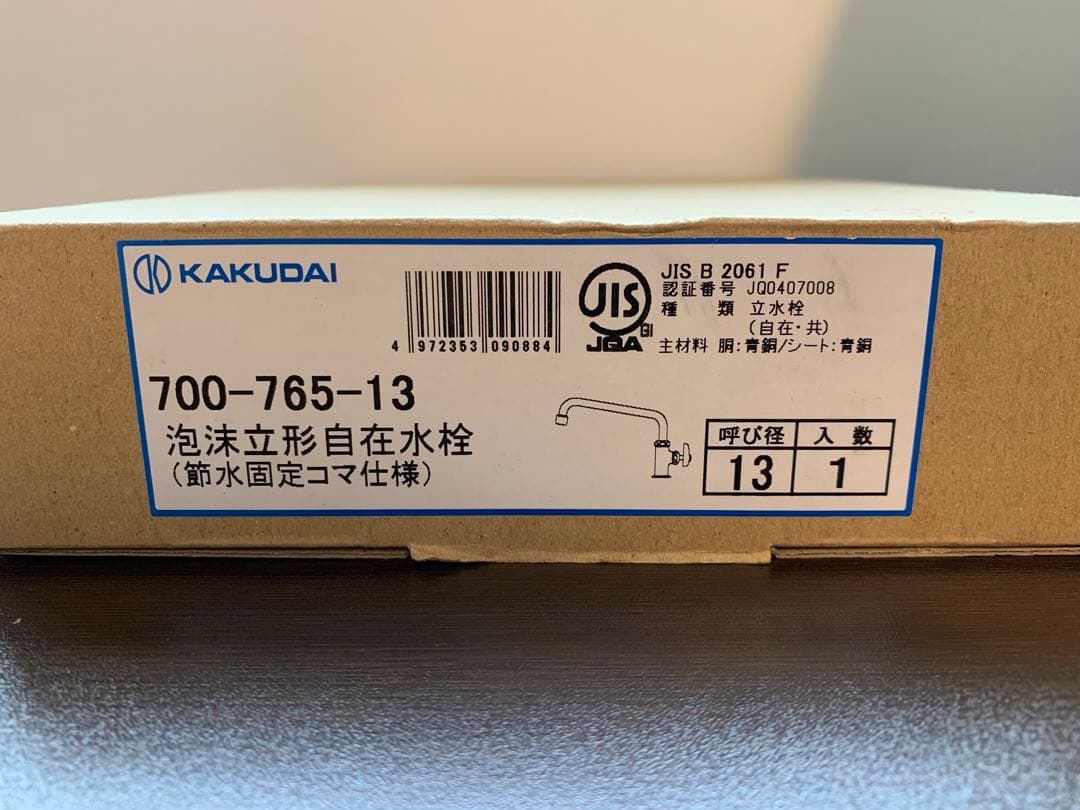 KAKUDAI
4 972353 090884
JIS
GI
JQA
JIS B 2061 F
認証番号 JQ0407008
種 類 立水栓
(自在・共)
主材料 胴:青銅/シート:青銅
700-765-13
泡沫立形自在水栓
(節水固定コマ仕様)
呼び径 入数
13 1